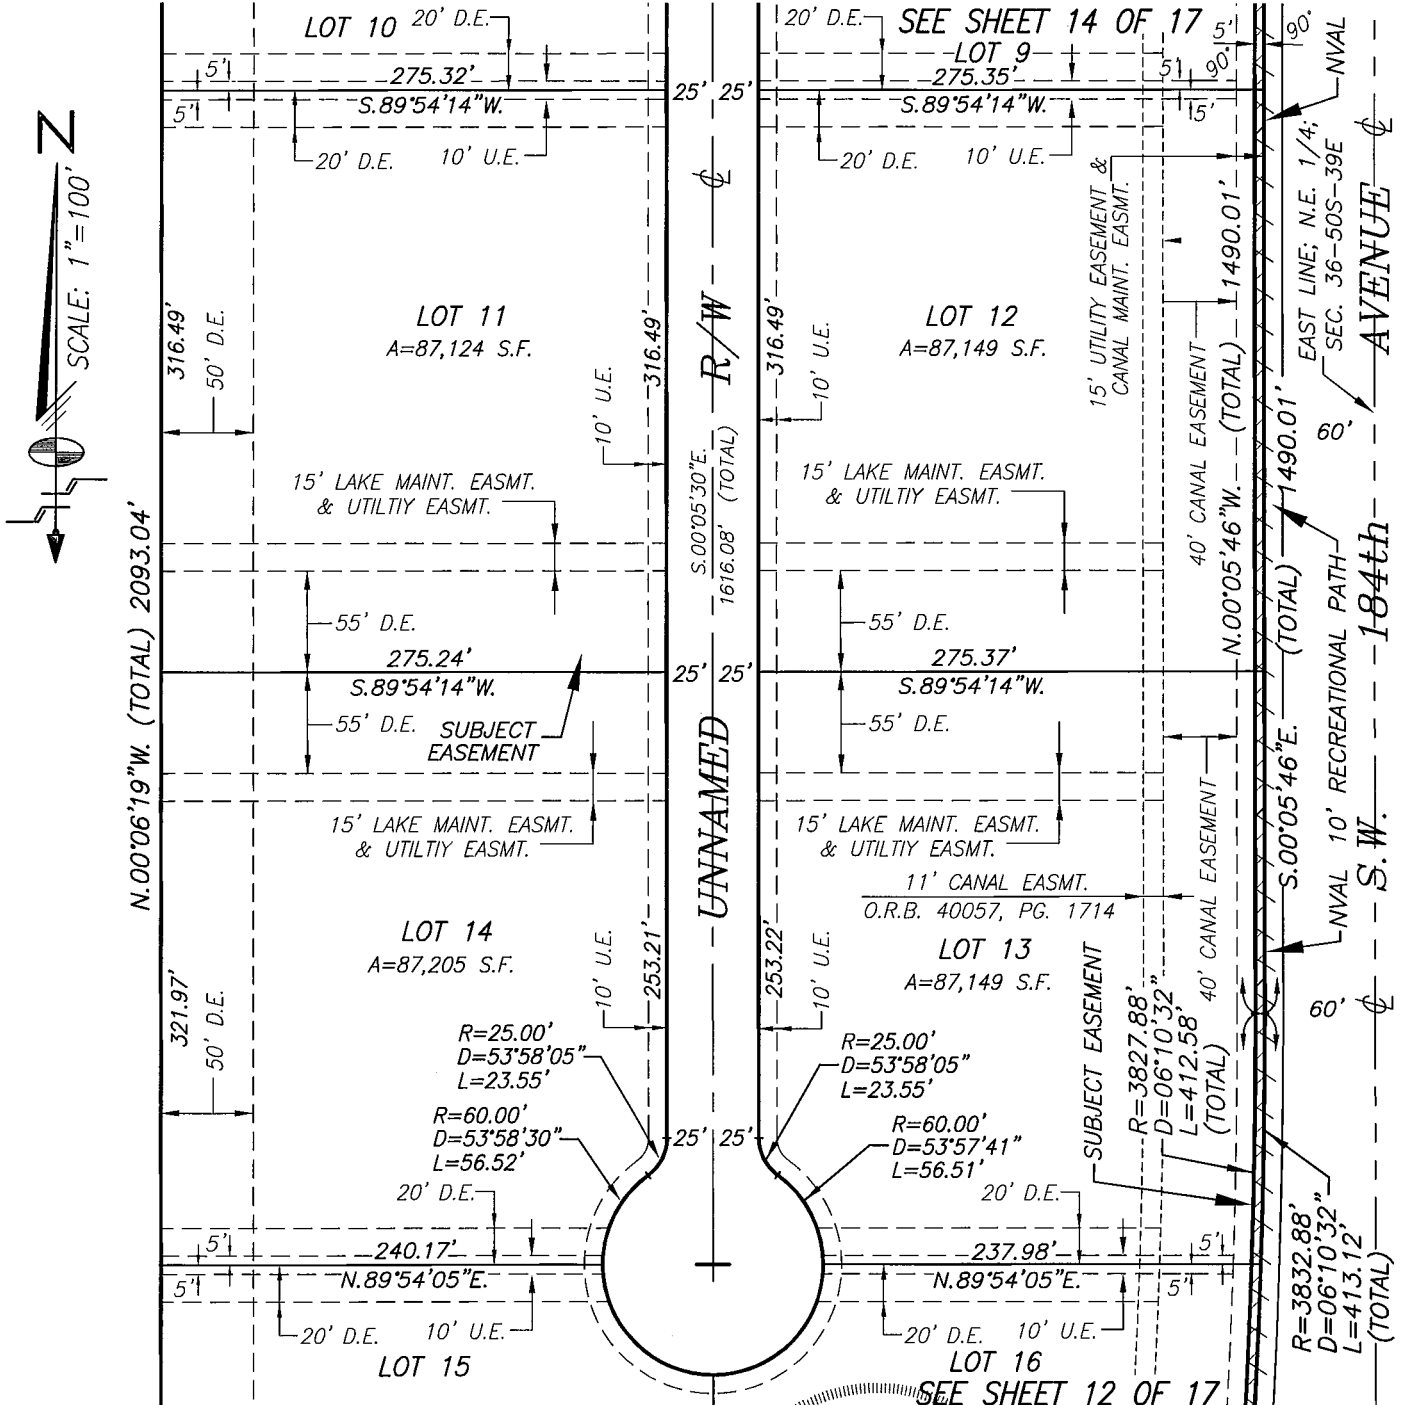 LOT 10
20' D.E.
20' D.E.
SEE SHEET 14 OF 17
LOT 9
5'
90°
90°
NVAL
5'
275.32'
S.89°54'14"W.
5'
20' D.E.
10' U.E.
25' 25'
275.35'
S.89°54'14"W.
5'
5'
20' D.E.
10' U.E.
N
SCALE: 1"=100'
℄
℄
15' UTILITY EASEMENT &
CANAL MAINT. EASMT.
EAST LINE; N.E. 1/4;
SEC. 36-50S-39E
1490.01'
(TOTAL)
N.00°05'46"W.
AVENUE
316.49'
50' D.E.
LOT 11
A=87,124 S.F.
10' U.E.
316.49'
R/W
316.49'
10' U.E.
LOT 12
A=87,149 S.F.
40' CANAL EASEMENT
1490.01'
(TOTAL)
S.00°05'46"E.
60'
15' LAKE MAINT. EASMT.
& UTILTIY EASMT.
S.00°05'30"E.
1616.08' (TOTAL)
15' LAKE MAINT. EASMT.
& UTILTIY EASMT.
N.00°06'19"W. (TOTAL) 2093.04'
55' D.E.
275.24'
S.89°54'14"W.
55' D.E.
SUBJECT
EASEMENT
25' 25'
55' D.E.
275.37'
S.89°54'14"W.
55' D.E.
NVAL 10' RECREATIONAL PATH
184th
S.W.
UNNAMED
15' LAKE MAINT. EASMT.
& UTILTIY EASMT.
15' LAKE MAINT. EASMT.
& UTILTIY EASMT.
40' CANAL EASEMENT
11' CANAL EASMT.
O.R.B. 40057, PG. 1714
LOT 14
A=87,205 S.F.
10' U.E.
253.21'
253.22'
10' U.E.
LOT 13
A=87,149 S.F.
321.97'
50' D.E.
SUBJECT EASEMENT
R=3827.88'
D=06°10'32"
L=412.58'
(TOTAL)
60'
℄
R=25.00'
D=53°58'05"
L=23.55'
R=60.00'
D=53°58'30"
L=56.52'
R=25.00'
D=53°58'05"
L=23.55'
R=60.00'
D=53°57'41"
L=56.51'
25' 25'
20' D.E.
20' D.E.
5'
240.17'
N.89°54'05"E.
5'
20' D.E.
10' U.E.
LOT 15
237.98'
N.89°54'05"E.
5'
5'
20' D.E.
10' U.E.
LOT 16
SEE SHEET 12 OF 17
R=3832.88'
D=06°10'32"
L=413.12'
(TOTAL)